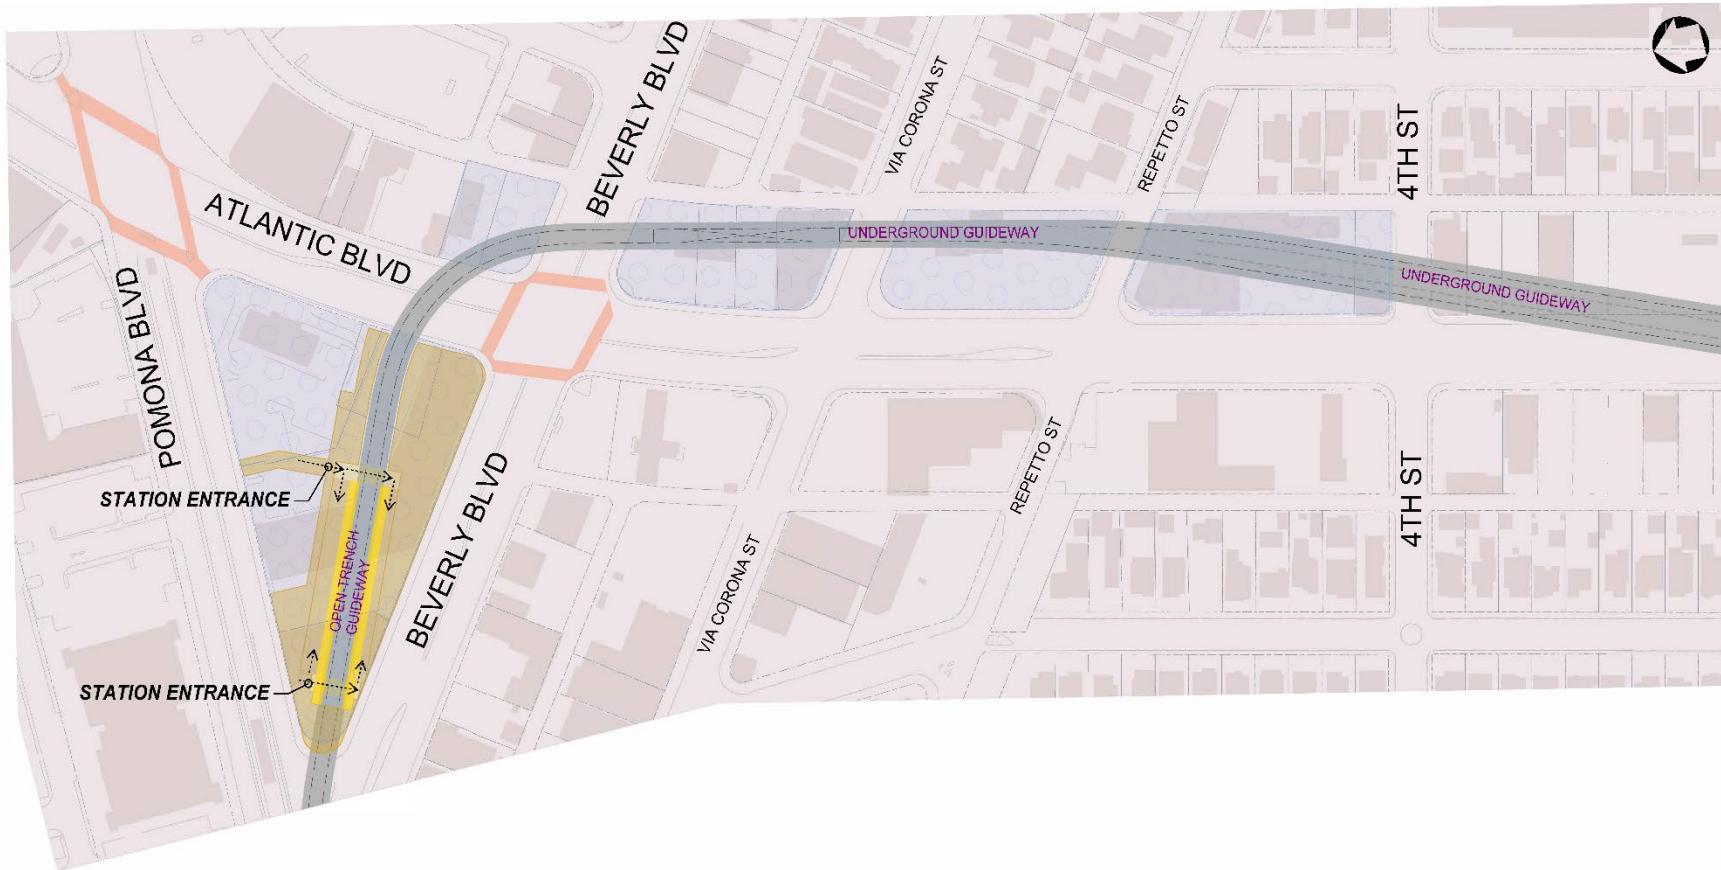 BEVERLY BLVD
VIA CORONA ST
REPETTO ST
4TH ST
ATLANTIC BLVD
UNDERGROUND GUIDEWAY
UNDERGROUND GUIDEWAY
POMONA BLVD
STATION ENTRANCE
OPEN-TRENCH
GUIDEWAY
BEVERLY BLVD
REPETTO ST
4TH ST
VIA CORONA ST
STATION ENTRANCE